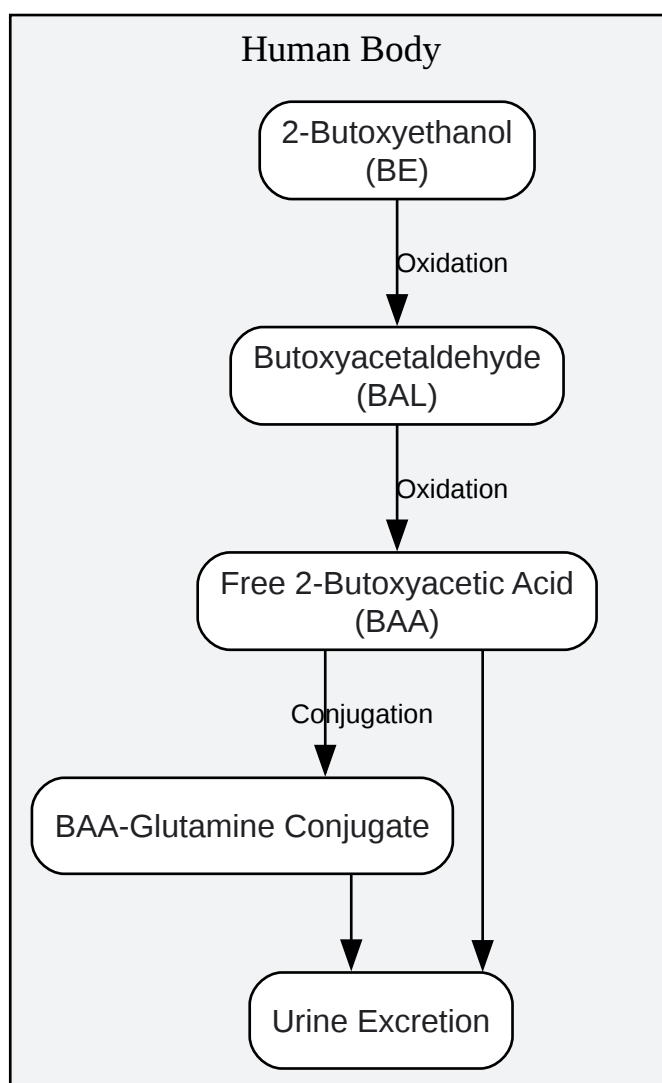 Human Body
2-Butoxyethanol
(BE)
Oxidation
Butoxyacetaldehyde
(BAL)
Oxidation
Free 2-Butoxyacetic Acid
(BAA)
Conjugation
BAA-Glutamine Conjugate
Urine Excretion